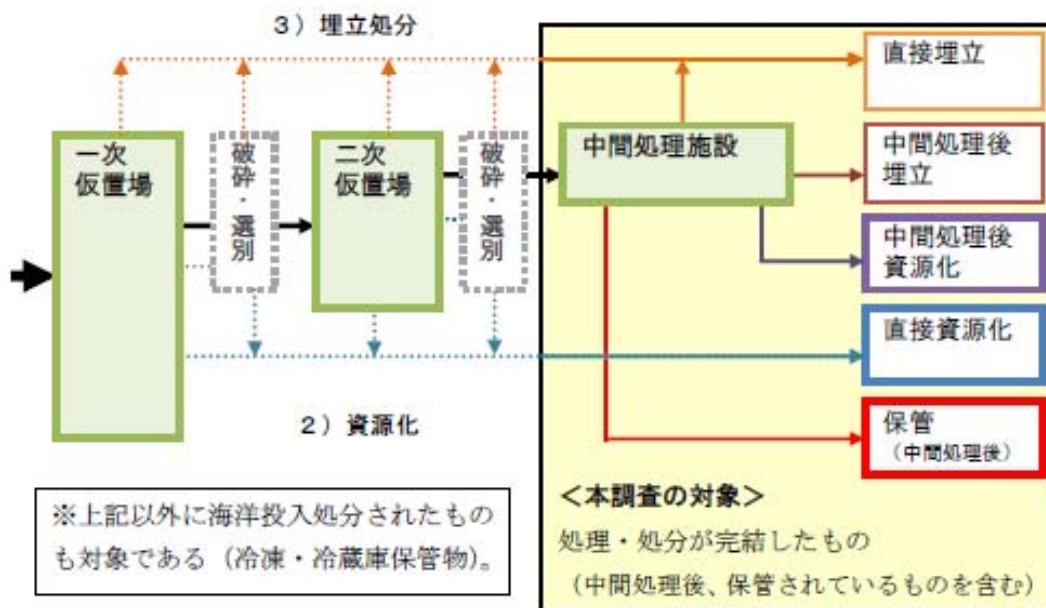 3）埋立処分
一次
仮置場
破砕・選別
二次
仮置場
破砕・選別
中間処理施設
直接埋立
中間処理後
埋立
中間処理後
資源化
直接資源化
保管
（中間処理後）
2）資源化
※上記以外に海洋投入処分されたもの
も対象である（冷凍・冷蔵庫保管物）。
＜本調査の対象＞
処理・処分が完結したもの
（中間処理後、保管されているものを含む）